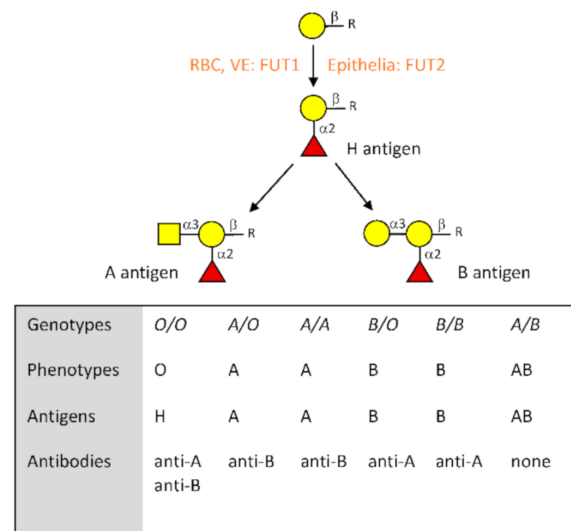 β
R
RBC, VE: FUT1 Epithelia: FUT2
β
R
α2
H antigen
α3 β R α3 β R
α2 α2
A antigen B antigen
Genotypes O/O A/O A/A B/O B/B A/B
Phenotypes O A A B B AB
Antigens H A A B B AB
Antibodies anti-A anti-B anti-B anti-A anti-A none
anti-B